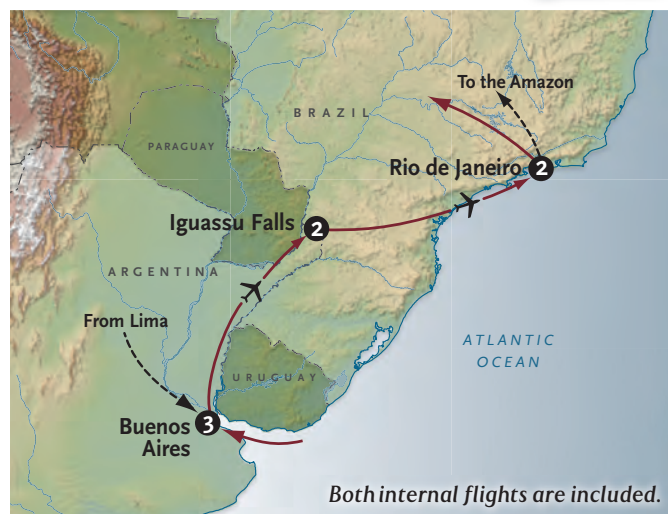 To the Amazon
BRAZIL
PARAGUAY
Rio de Janeiro 2
Iguassu Falls 2
ARGENTINA
From Lima
ATLANTIC
OCEAN
URUGUAY
Buenos 3
Aires
Both internal flights are included.